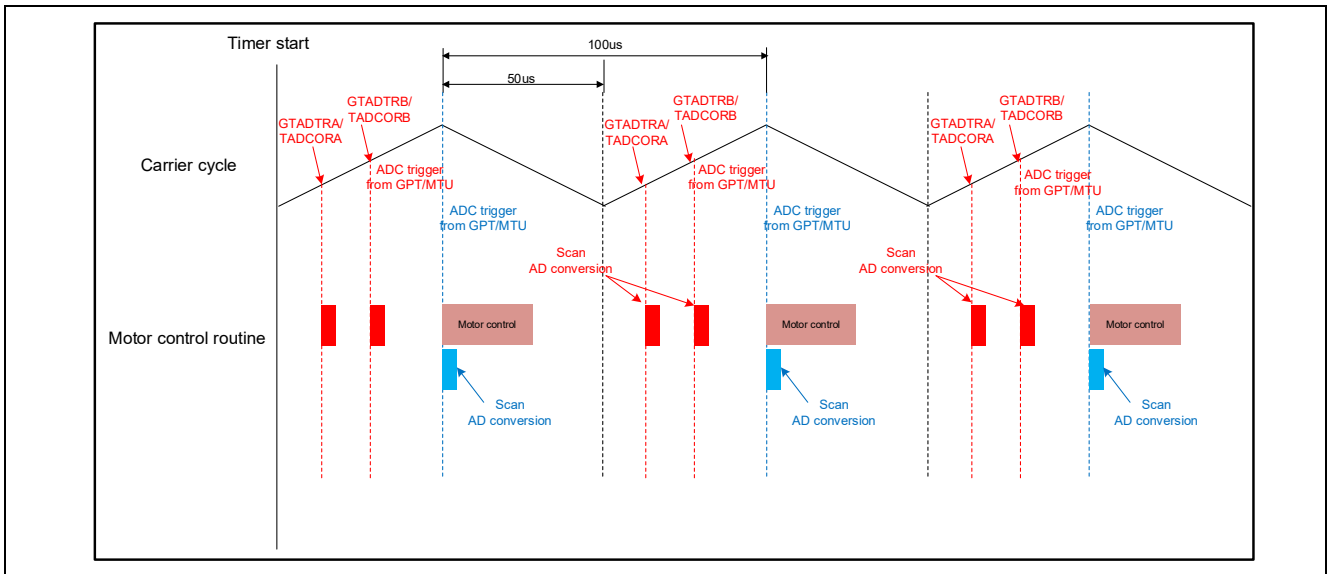 Timer start
100us
50us
GTADTRA/
TADCORA
GTADTRB/
TADCORB
GTADTRA/
TADCORA
GTADTRB/
TADCORB
GTADTRA/
TADCORA
GTADTRB/
TADCORB
Carrier cycle
ADC trigger
from GPT/MTU
ADC trigger
from GPT/MTU
ADC trigger
from GPT/MTU
ADC trigger
from GPT/MTU
ADC trigger
from GPT/MTU
ADC trigger
from GPT/MTU
Scan
AD conversion
Scan
AD conversion
Motor control routine
Motor control
Motor control
Motor control
Scan
AD conversion
Scan
AD conversion
Scan
AD conversion